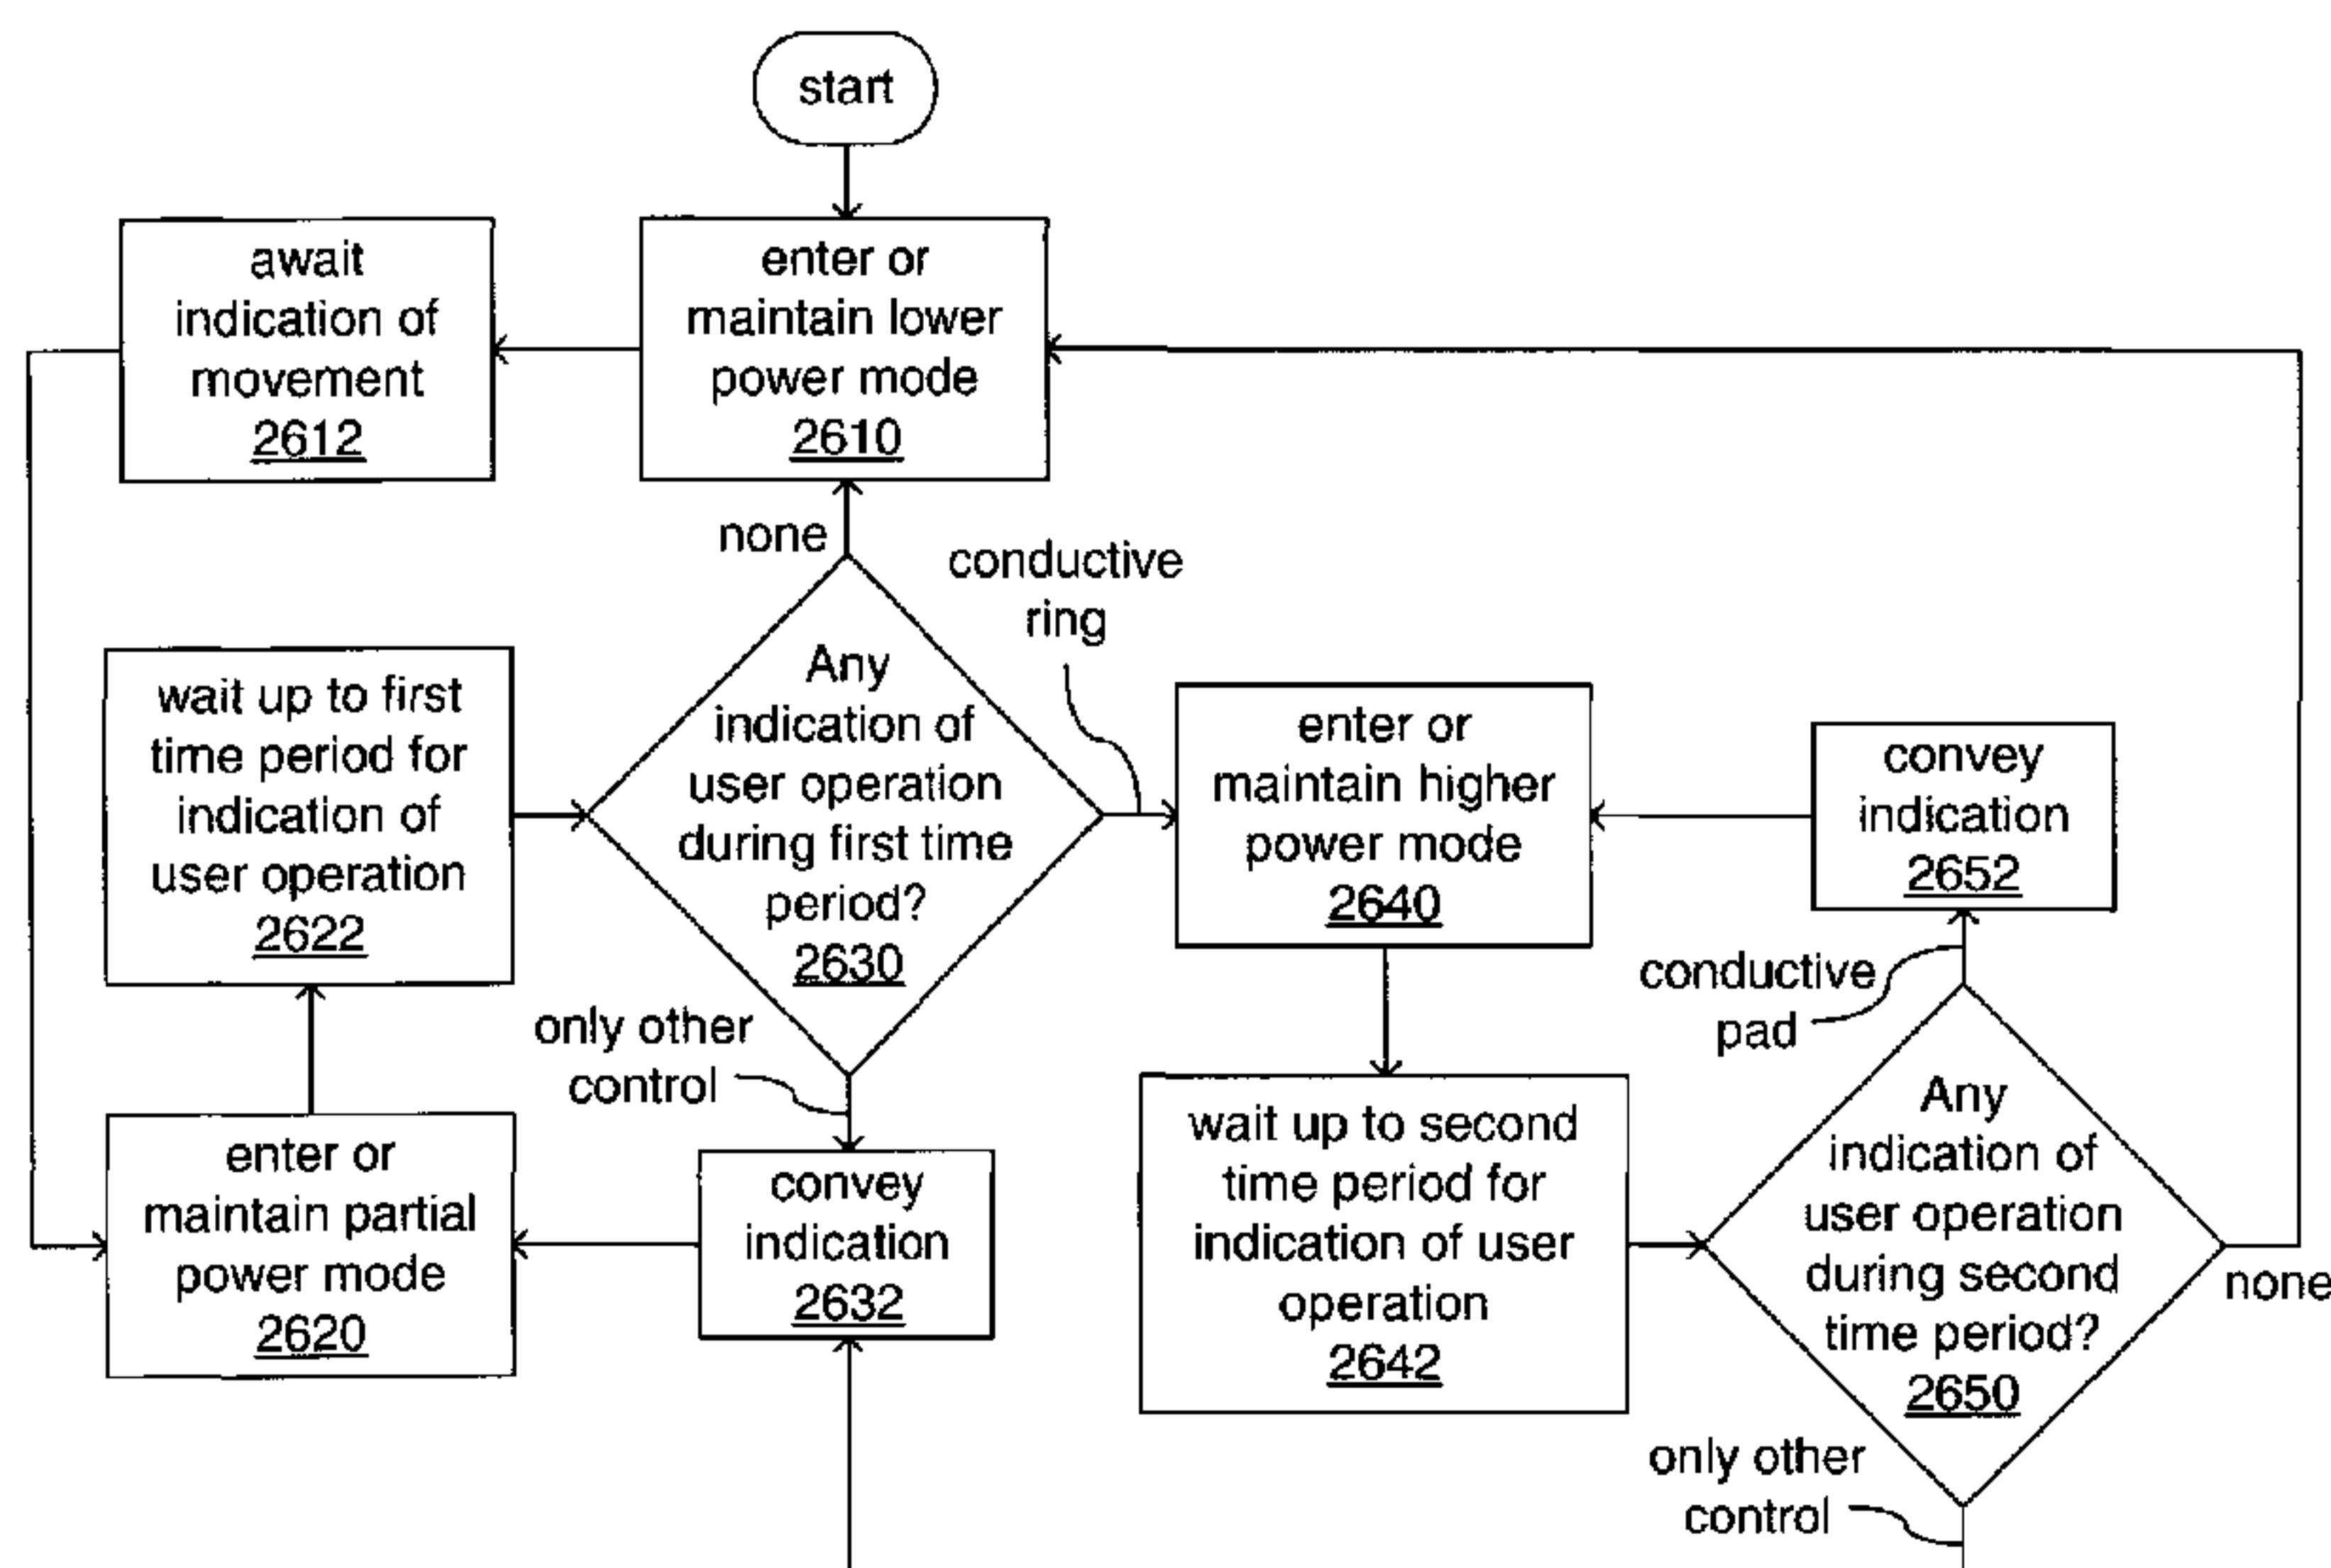 start
await
indication of
movement
2612
enter or
maintain lower
power mode
2610
none
conductive
ring
wait up to first
time period for
indication of
user operation
2622
Any
indication of
user operation
during first time
period?
2630
enter or
maintain higher
power mode
2640
convey
indication
2652
conductive
pad
only other
control
enter or
maintain partial
power mode
2620
convey
indication
2632
wait up to second
time period for
indication of user
operation
2642
Any
indication of
user operation
during second
time period?
2650
none
only other
control